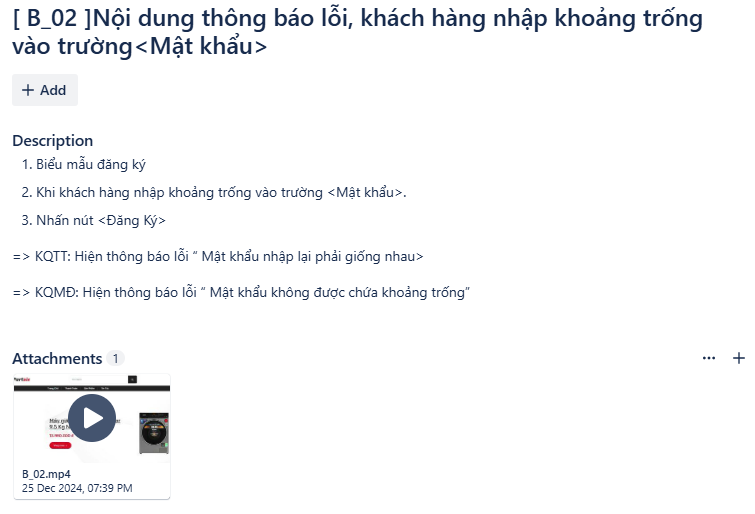 [ B_02 ]Nội dung thông báo lỗi, khách hàng nhập khoảng trống
vào trường<Mật khẩu>
+ Add
Description
1. Biểu mẫu đăng ký
2. Khi khách hàng nhập khoảng trống vào trường <Mật khẩu>.
3. Nhấn nút <Đăng Ký>
=> KQTT: Hiện thông báo lỗi “ Mật khẩu nhập lại phải giống nhau>
=> KQMĐ: Hiện thông báo lỗi “ Mật khẩu không được chứa khoảng trống”
Attachments 1
B_02.mp4
25 Dec 2024, 07:39 PM